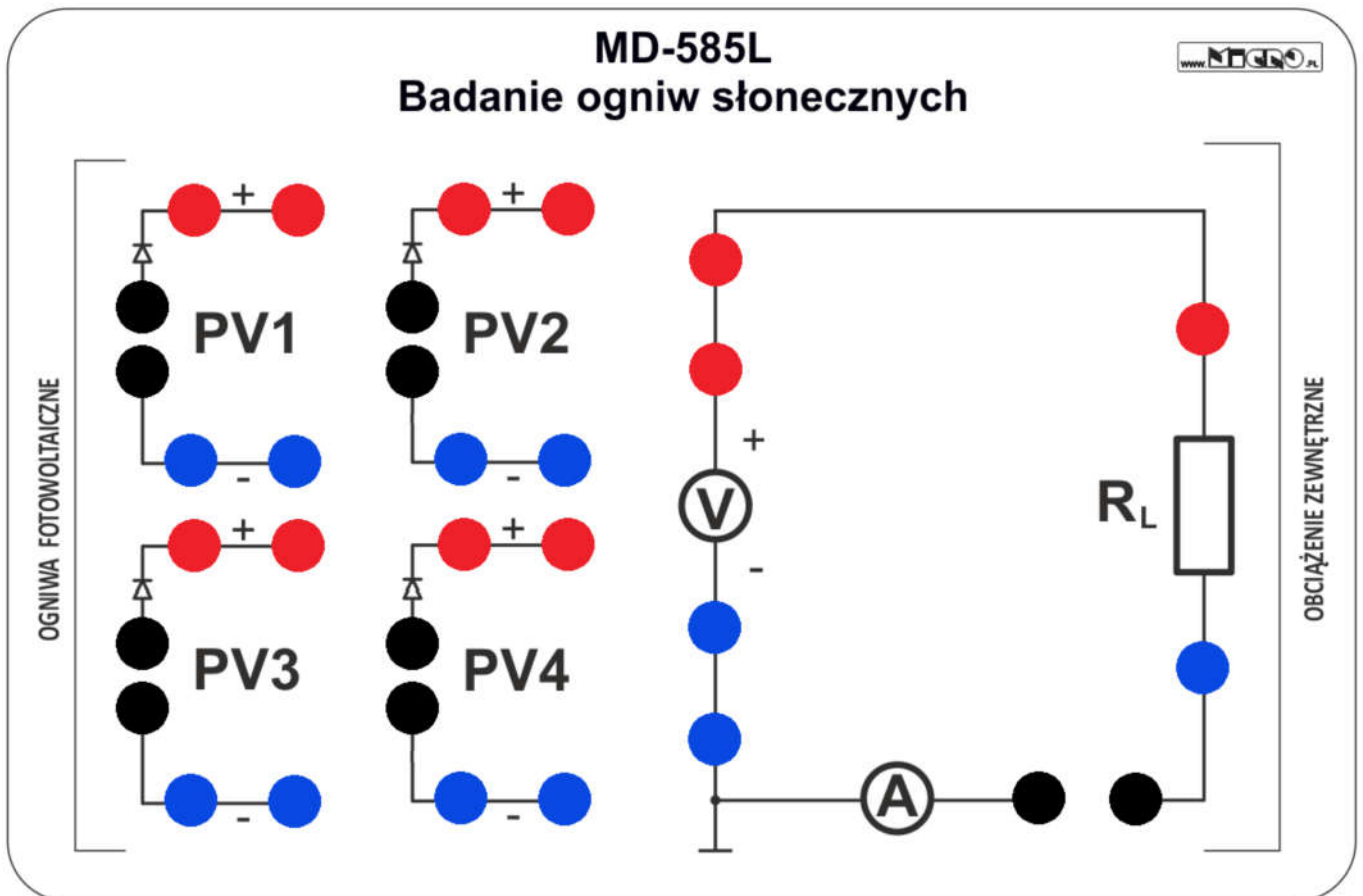 MD-585L
Badanie ogniw słonecznych
www.MICRO.PL
OGNIWA FOTOWOLTAICZNE
+
PV1
-
+
PV2
-
+
PV3
-
+
PV4
-
+
V
-
A
RL
OBCIĄŻENIE ZEWNĘTRZNE